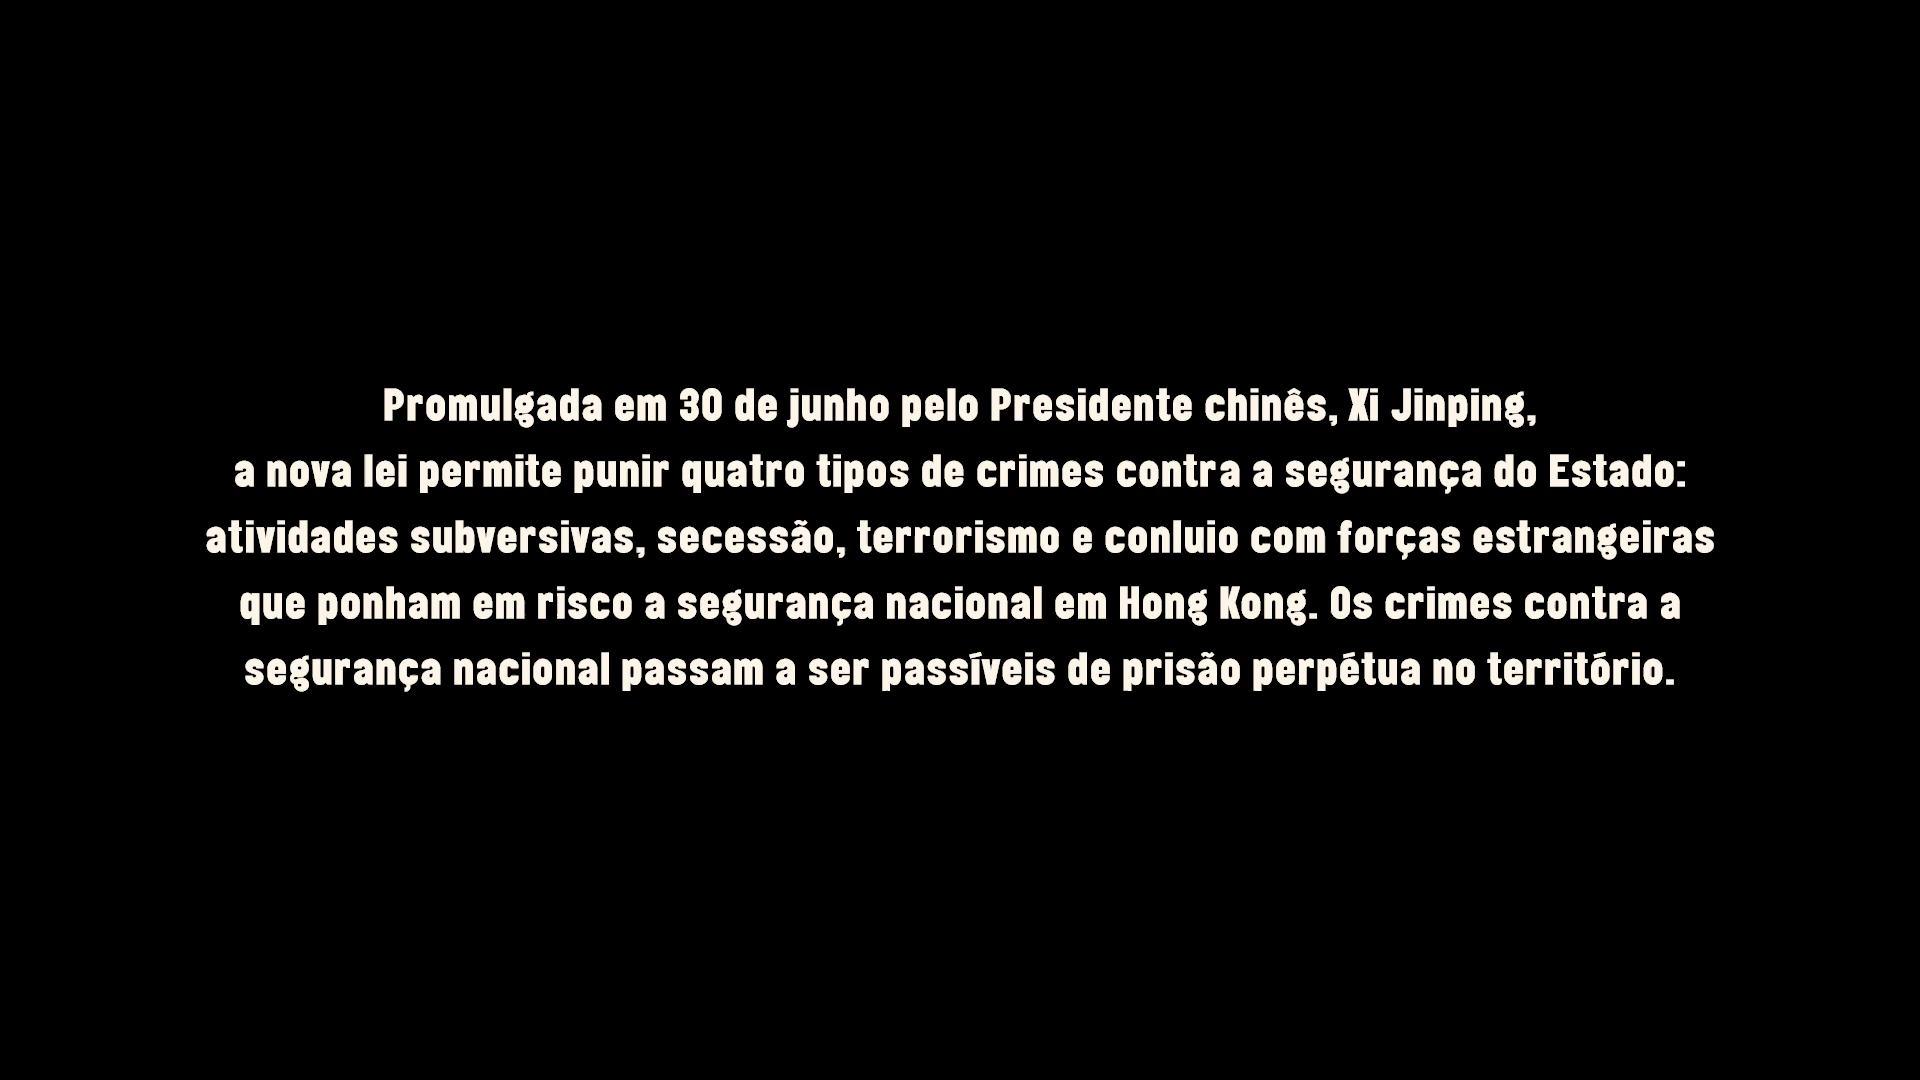 Promulgada em 30 de junho pelo Presidente chinês, Xi Jinping,
a nova lei permite punir quatro tipos de crimes contra a segurança do Estado:
atividades subversivas, secessão, terrorismo e conluio com forças estrangeiras
que ponham em risco a segurança nacional em Hong Kong. Os crimes contra a
segurança nacional passam a ser passíveis de prisão perpétua no território.